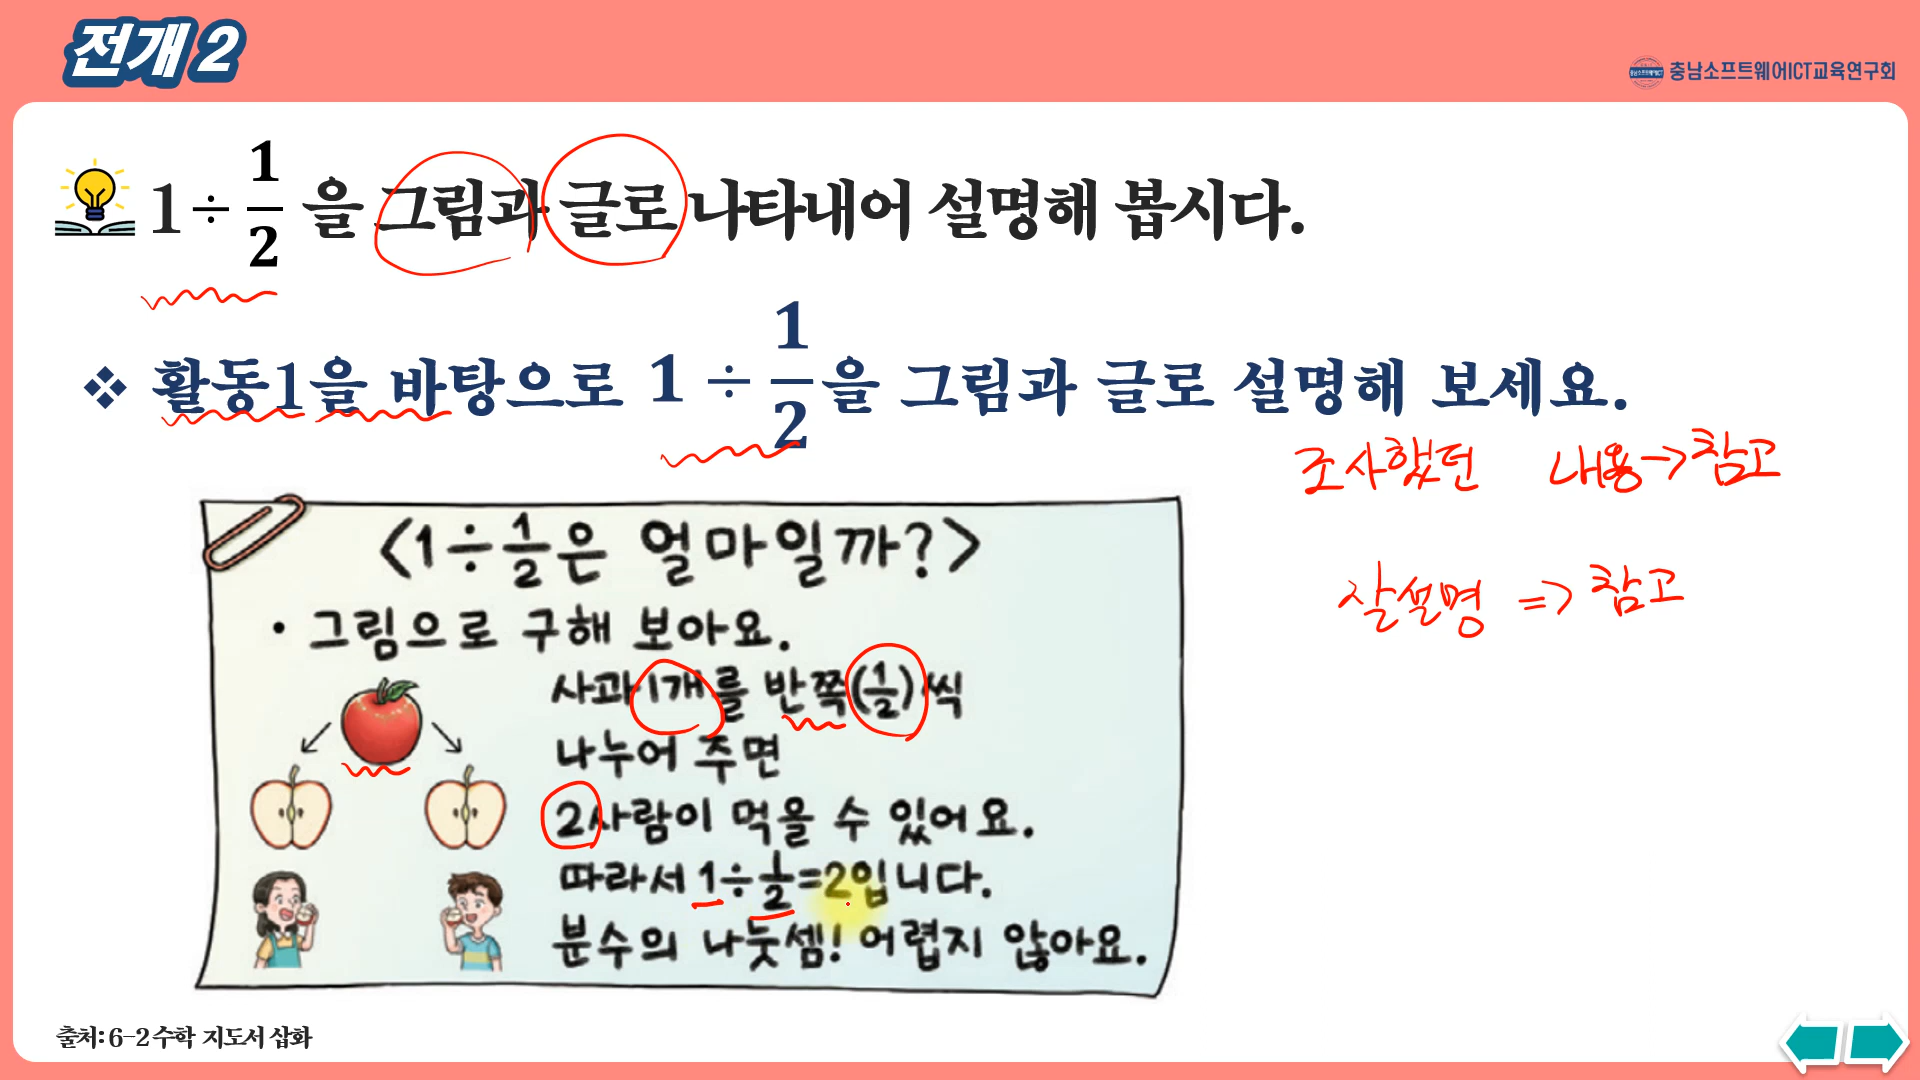 전개 2
충남소프트웨어ICT교육연구회
1÷1/2 을 그림과 글로 나타내어 설명해 봅시다.
❖ 활동1을 바탕으로 1÷1/2을 그림과 글로 설명해 보세요.
조사했던 내용→참고
잘설명 => 참고
<1÷1/2은 얼마일까?>
• 그림으로 구해 보아요.
사과1개를 반쪽(1/2)씩
나누어 주면
2사람이 먹을 수 있어요.
따라서 1÷1/2=2입니다.
분수의 나눗셈! 어렵지 않아요.
출처: 6-2 수학 지도서 삽화